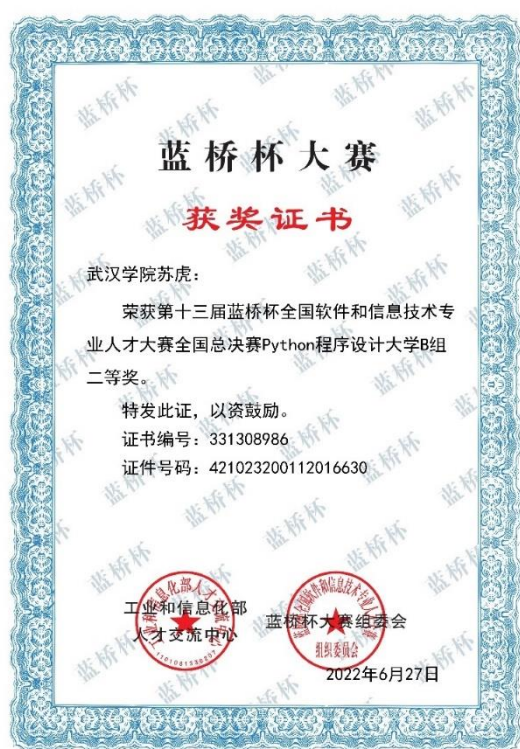 蓝桥杯大赛
获奖证书
武汉学院苏虎：
荣获第十三届蓝桥杯全国软件和信息技术专
业人才大赛全国总决赛Python程序设计大学B组
二等奖。
特发此证，以资鼓励。
证书编号：331308986
证件号码：421023200112016630
工业和信息化部
人才交流中心
蓝桥杯大赛组委会
组织委员会
2022年6月27日